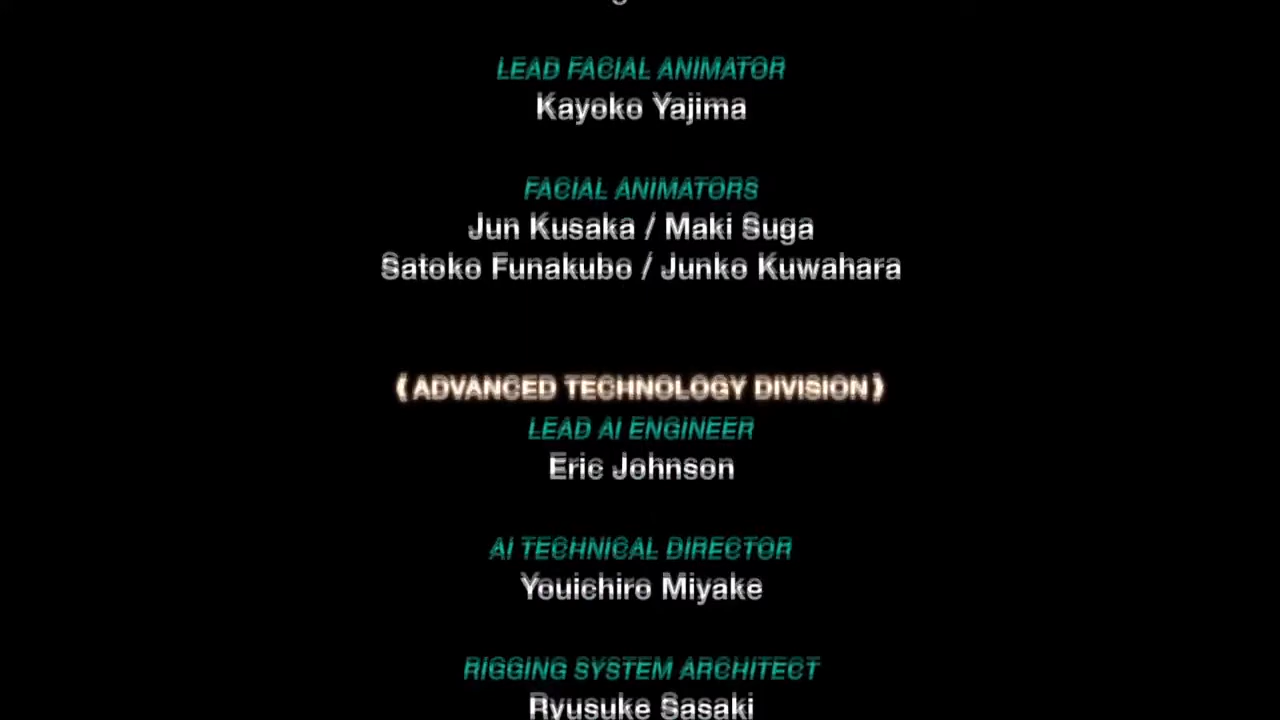 LEAD FACIAL ANIMATOR
Kayoko Yajima
FACIAL ANIMATORS
Jun Kusaka / Maki Suga
Satoko Funakubo / Junko Kuwahara
⟨ADVANCED TECHNOLOGY DIVISION⟩
LEAD AI ENGINEER
Eric Johnson
AI TECHNICAL DIRECTOR
Youichiro Miyake
RIGGING SYSTEM ARCHITECT
Ryusuke Sasaki